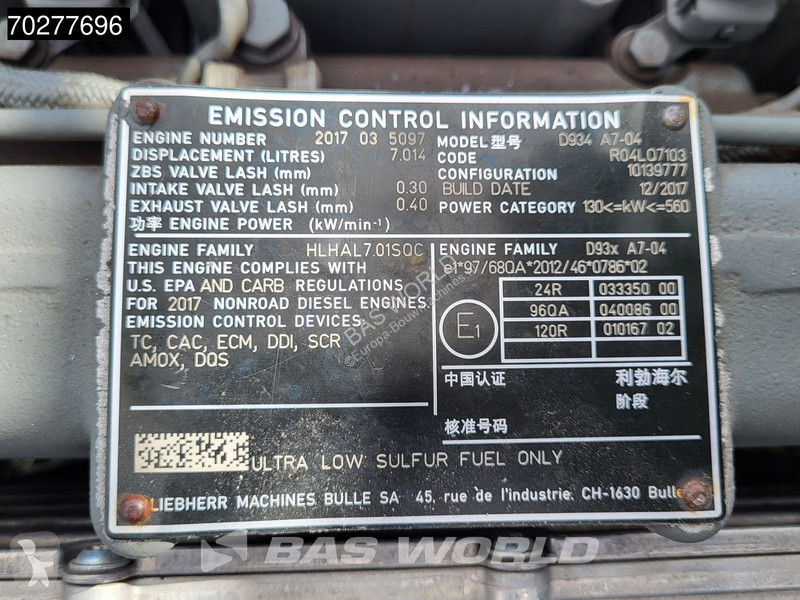 70277696
EMISSION CONTROL INFORMATION
ENGINE NUMBER 2017 03 5097
DISPLACEMENT (LITRES) 7.014
ZBS VALVE LASH (mm)
INTAKE VALVE LASH (mm) 0.30
EXHAUST VALVE LASH (mm) 0.40
功率 ENGINE POWER (kW/min⁻¹)
MODEL 型号 D934 A7-04
CODE R04L07103
CONFIGURATION 10139777
BUILD DATE 12/2017
POWER CATEGORY 130<=kW<=560
ENGINE FAMILY HLHAL7.01SQC
THIS ENGINE COMPLIES WITH
U.S. EPA AND CARB REGULATIONS
FOR 2017 NONROAD DIESEL ENGINES.
EMISSION CONTROL DEVICES:
TC, CAC, ECM, DDI, SCR
AMOX, DQS
ENGINE FAMILY D93x A7-04
e1*97/68QA*2012/46*0786*02
E1
24R 033350 00
96QA 040086 00
120R 010167 02
中国认证 利勃海尔
阶段
核准号码
BAS WORLD
©Europa-Bouwmachines
ULTRA LOW SULFUR FUEL ONLY
LIEBHERR MACHINES BULLE SA 45, rue de l'industrie. CH-1630 Bulle
BAS WORLD